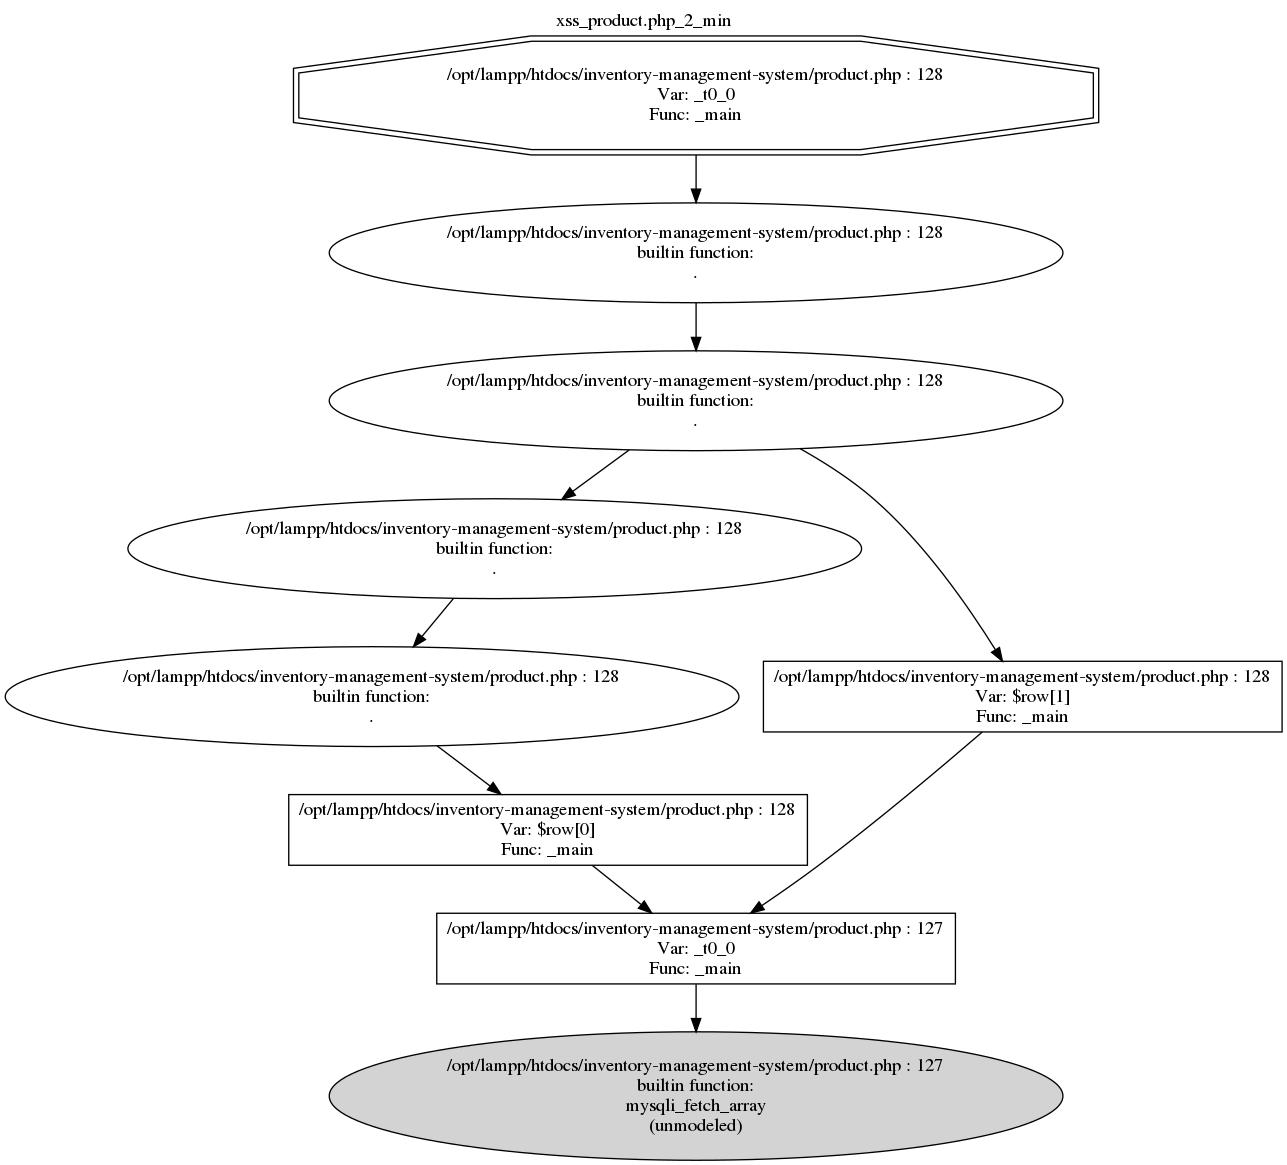 xss_product.php_2_min
/opt/lampp/htdocs/inventory-management-system/product.php : 128
Var: _t0_0
Func: _main
/opt/lampp/htdocs/inventory-management-system/product.php : 128
builtin function:
.
/opt/lampp/htdocs/inventory-management-system/product.php : 128
builtin function:
.
/opt/lampp/htdocs/inventory-management-system/product.php : 128
builtin function:
.
/opt/lampp/htdocs/inventory-management-system/product.php : 128
builtin function:
.
/opt/lampp/htdocs/inventory-management-system/product.php : 128
Var: $row[1]
Func: _main
/opt/lampp/htdocs/inventory-management-system/product.php : 128
Var: $row[0]
Func: _main
/opt/lampp/htdocs/inventory-management-system/product.php : 127
Var: _t0_0
Func: _main
/opt/lampp/htdocs/inventory-management-system/product.php : 127
builtin function:
mysqli_fetch_array
(unmodeled)